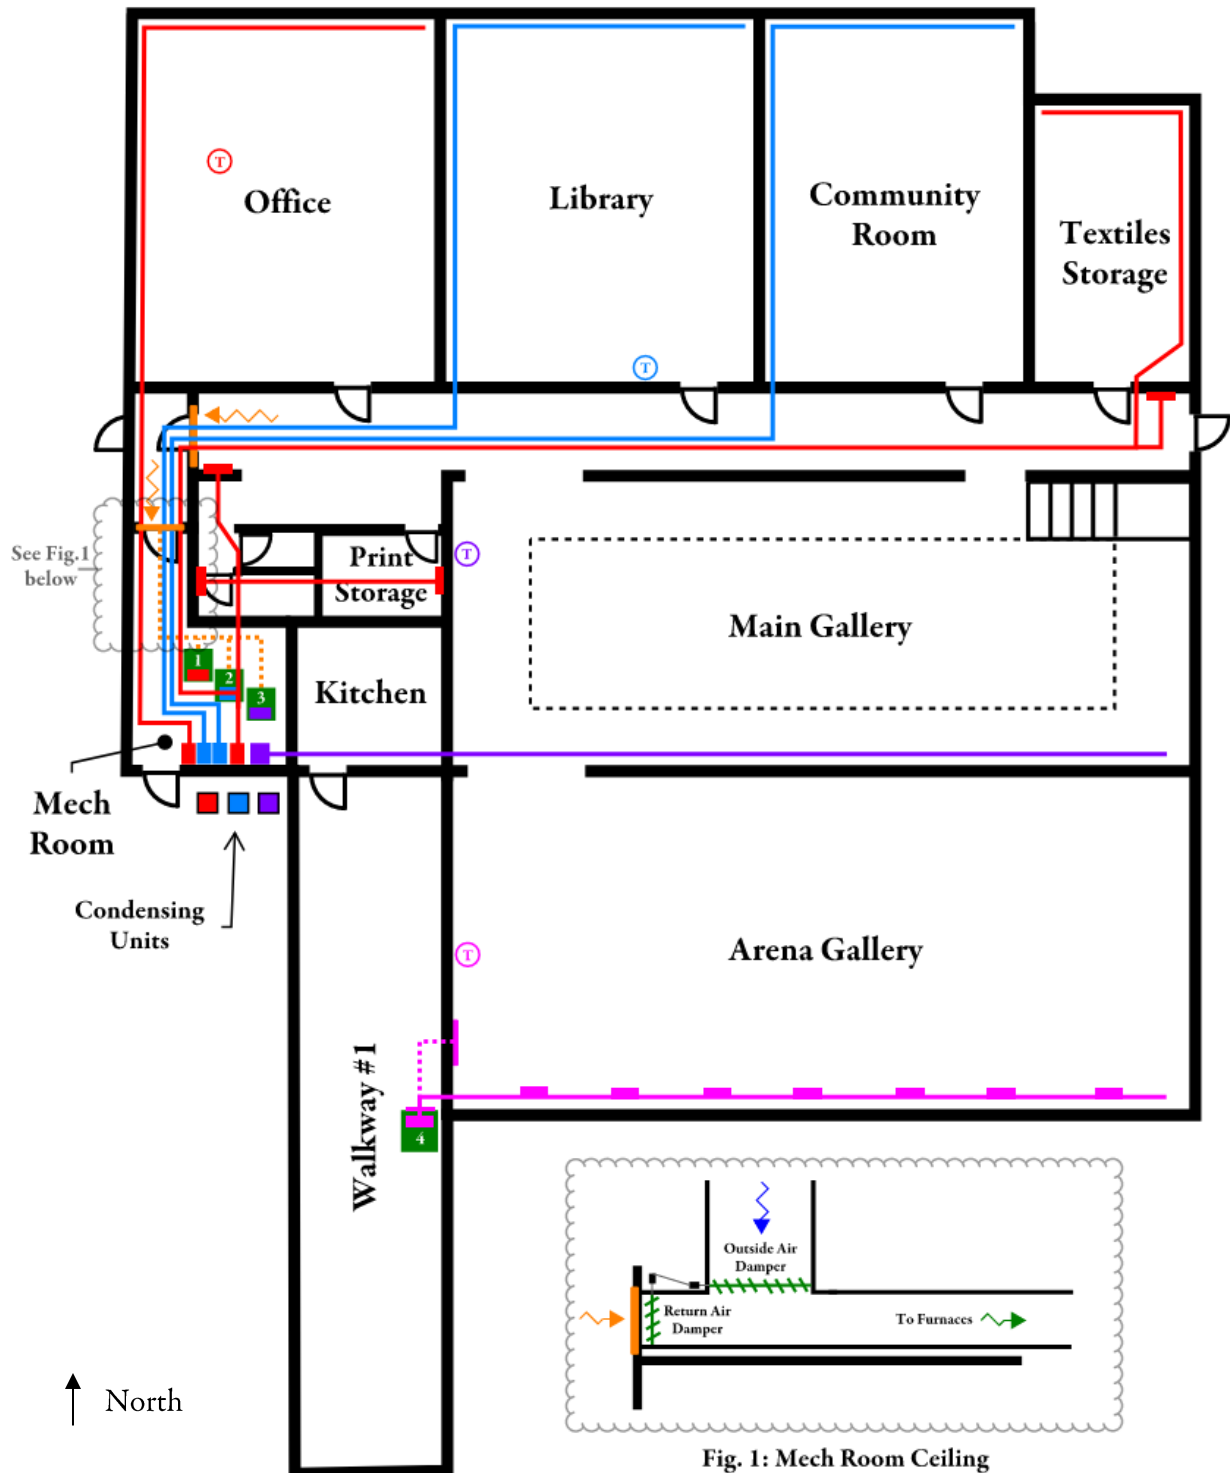 T
Office
Library
Community
Room
Textiles
Storage
T
See Fig.1
below
Print
Storage
T
Main Gallery
1
2
3
Kitchen
Mech
Room
Condensing
Units
T
Arena Gallery
Walkway #1
4
Outside Air
Damper
Return Air
Damper
To Furnaces
North
Fig. 1: Mech Room Ceiling